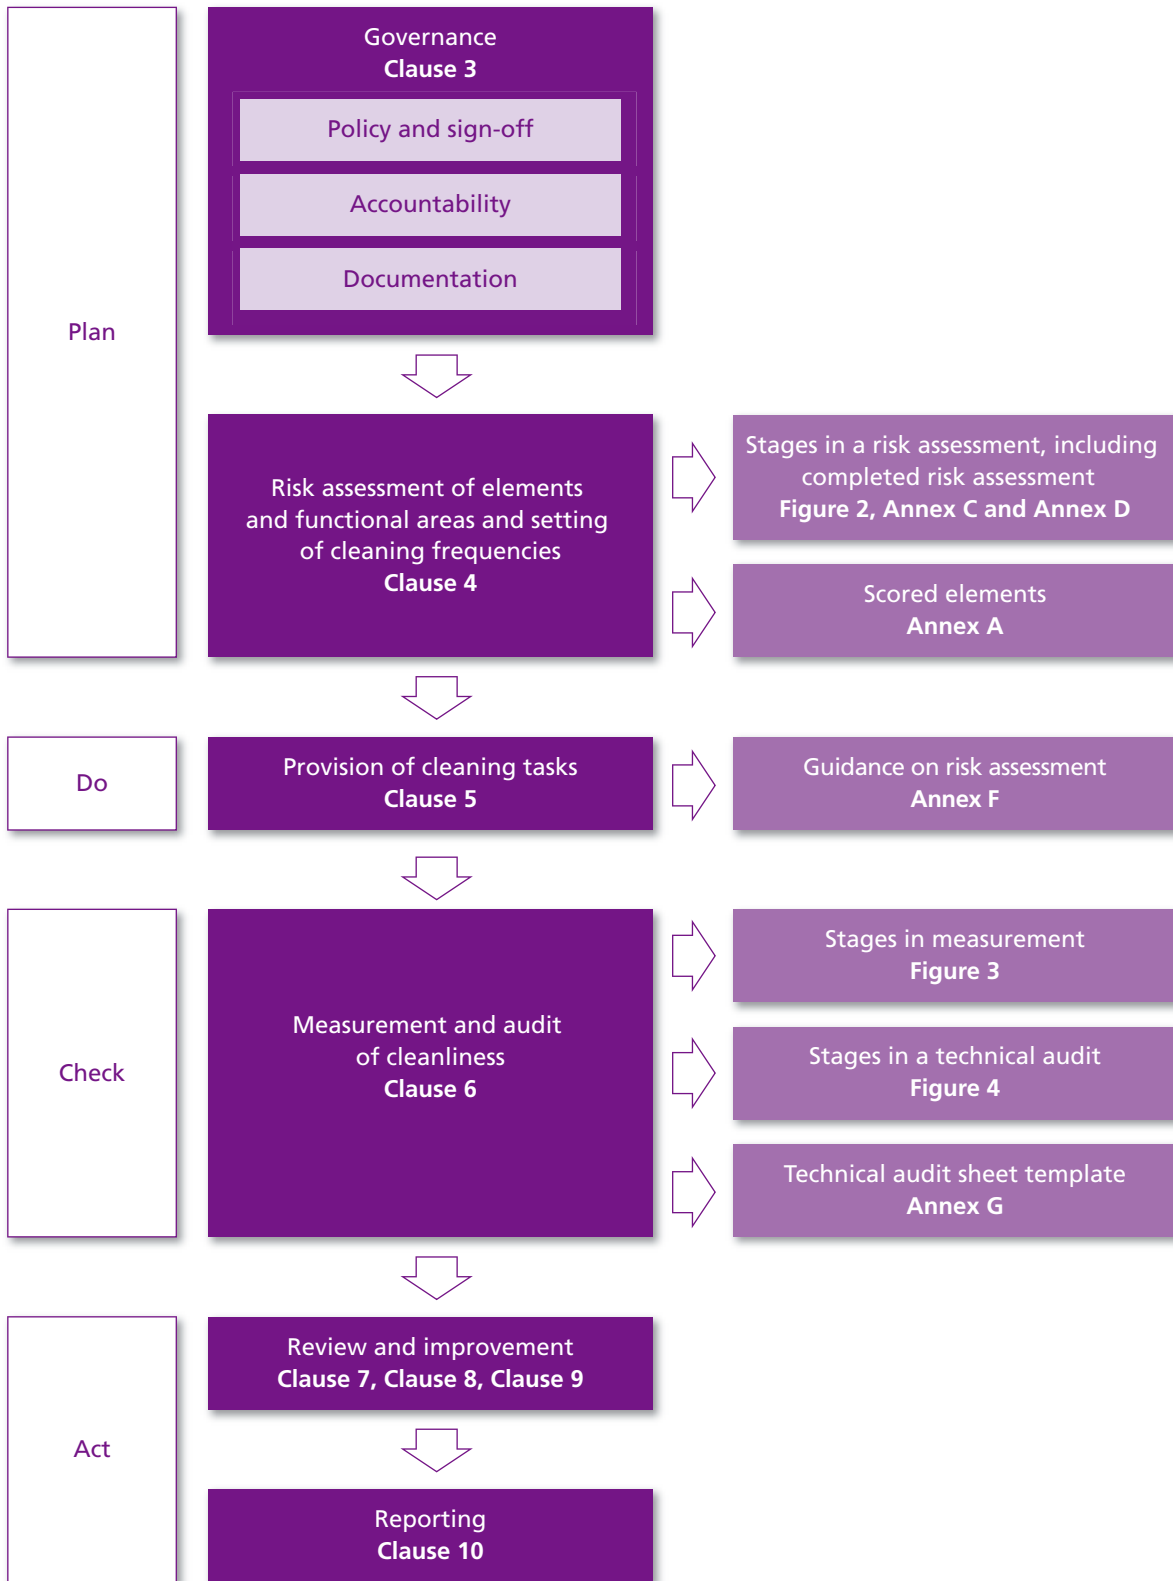 Plan
Governance
Clause 3
Policy and sign-off
Accountability
Documentation
Risk assessment of elements
and functional areas and setting
of cleaning frequencies
Clause 4
Stages in a risk assessment, including
completed risk assessment
Figure 2, Annex C and Annex D
Scored elements
Annex A
Do
Provision of cleaning tasks
Clause 5
Guidance on risk assessment
Annex F
Check
Measurement and audit
of cleanliness
Clause 6
Stages in measurement
Figure 3
Stages in a technical audit
Figure 4
Technical audit sheet template
Annex G
Act
Review and improvement
Clause 7, Clause 8, Clause 9
Reporting
Clause 10